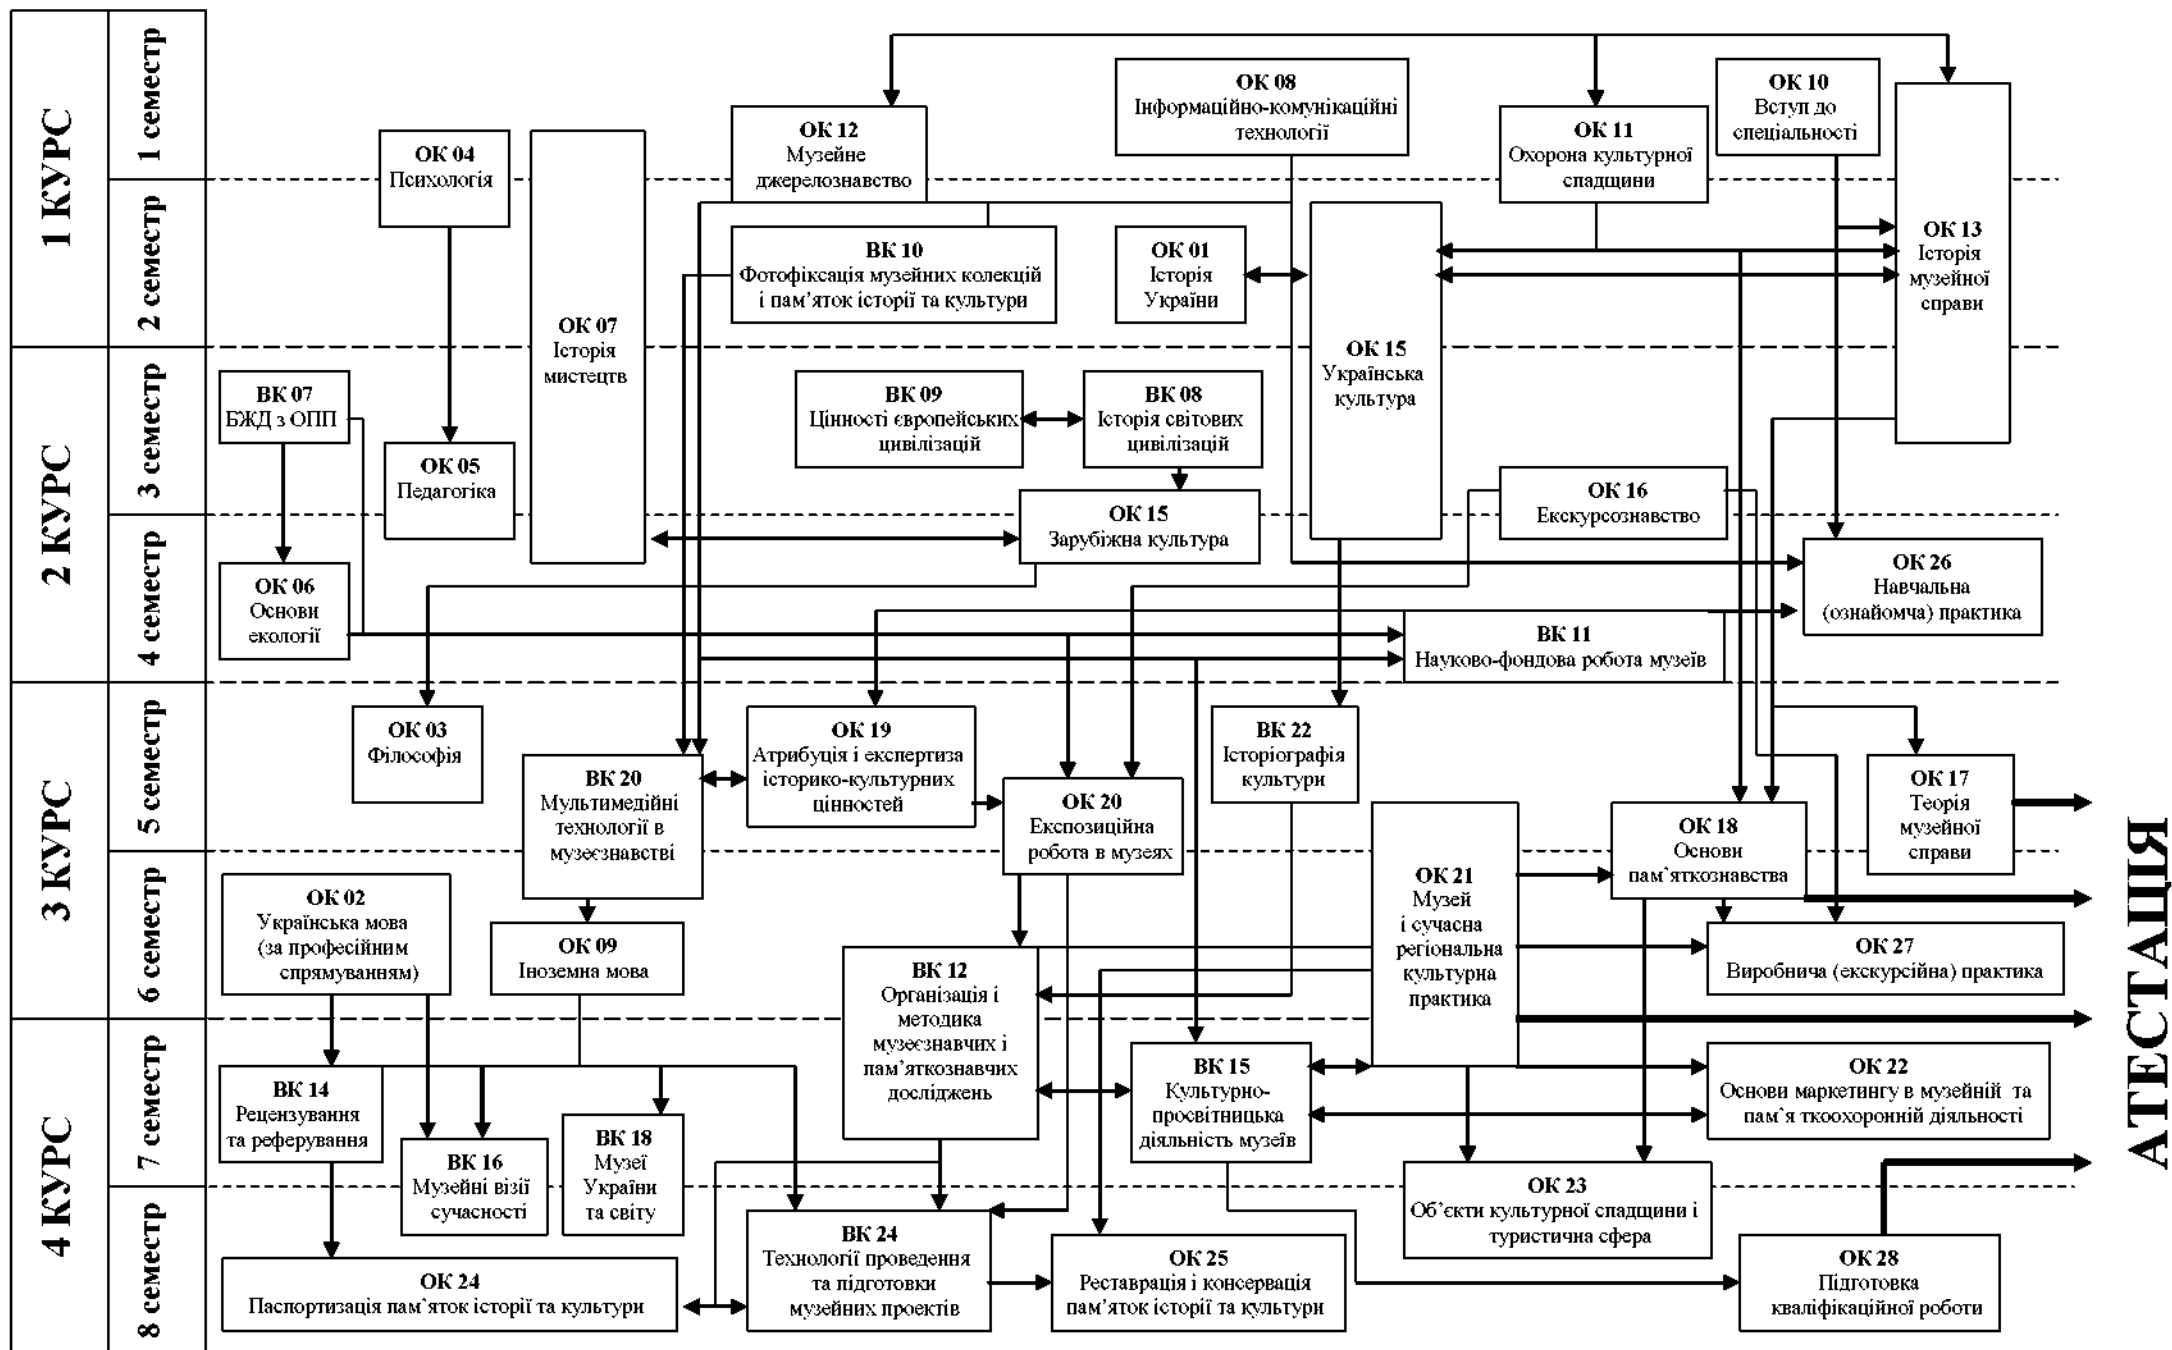 1 КУРС
1 семестр
2 семестр
2 КУРС
3 семестр
4 семестр
3 КУРС
5 семестр
6 семестр
4 КУРС
7 семестр
8 семестр
ОК 04
Психологія
ОК 07
Історія
мистецтв
ОК 12
Музейне
джерелознавство
ОК 08
Інформаційно-комунікаційні
технології
ОК 11
Охорона культурної
спадщини
ОК 10
Вступ до
спеціальності
ОК 13
Історія
музейної
справи
ВК 10
Фотофіксація музейних колекцій
і пам’яток історії та культури
ОК 01
Історія
України
ОК 15
Українська
культура
ВК 07
БЖД з ОПП
ОК 05
Педагогіка
ВК 09
Цінності європейських
цивілізацій
ВК 08
Історія світових
цивілізацій
ОК 15
Зарубіжна культура
ОК 16
Екскурсознавство
ОК 06
Основи
екології
ОК 26
Навчальна
(ознайомча) практика
ВК 11
Науково-фондова робота музеїв
ОК 03
Філософія
ВК 20
Мультимедійні
технології в
музеєзнавстві
ОК 19
Атрибуція і експертиза
історико-культурних
цінностей
ОК 20
Експозиційна
робота в музеях
ВК 22
Історіографія
культури
ОК 21
Музей
і сучасна
регіональна
культурна
практика
ОК 18
Основи
пам’яткознавства
ОК 17
Теорія
музейної
справи
ОК 02
Українська мова
(за професійним
спрямуванням)
ОК 09
Іноземна мова
ВК 12
Організація і
методика
музеєзнавчих і
пам’яткознавчих
досліджень
ОК 27
Виробнича (екскурсійна) практика
ВК 14
Рецензування
та реферування
ВК 16
Музейні візії
сучасності
ВК 18
Музеї
України
та світу
ВК 15
Культурно-
просвітницька
діяльність музеїв
ОК 22
Основи маркетингу в музейній та
пам’я ткоохоронній діяльності
ОК 23
Об’єкти культурної спадщини і
туристична сфера
ОК 24
Паспортизація пам’яток історії та культури
ВК 24
Технології проведення
та підготовки
музейних проектів
ОК 25
Реставрація і консервація
пам’яток історії та культури
ОК 28
Підготовка
кваліфікаційної роботи
АТЕСТАЦІЯ